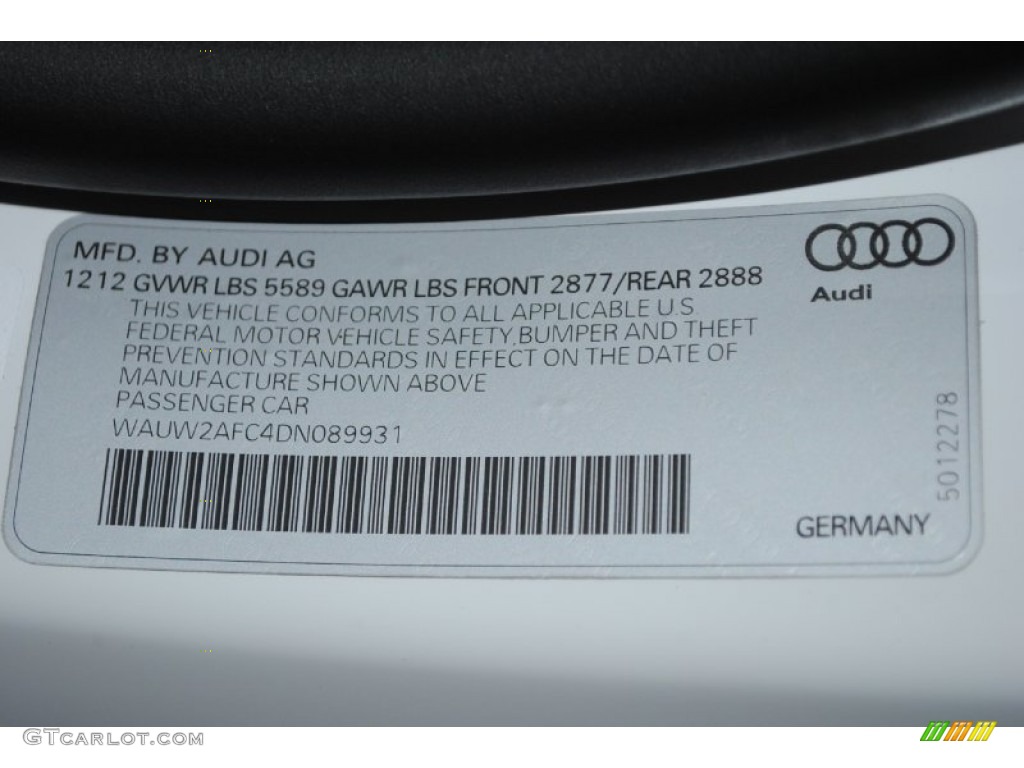 MFD. BY AUDI AG
1212 GVWR LBS 5589 GAWR LBS FRONT 2877/REAR 2888
THIS VEHICLE CONFORMS TO ALL APPLICABLE U.S
FEDERAL MOTOR VEHICLE SAFETY,BUMPER AND THEFT
PREVENTION STANDARDS IN EFFECT ON THE DATE OF
MANUFACTURE SHOWN ABOVE
PASSENGER CAR
WAUW2AFC4DN089931
Audi
5012278
GERMANY
GTCARLOT.COM